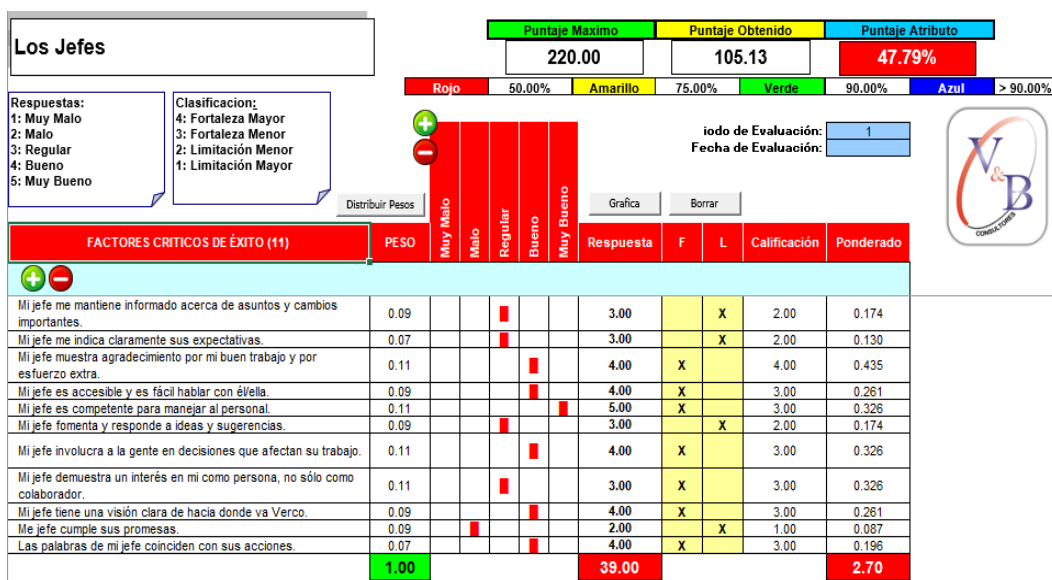 Los Jefes
Puntaje Maximo Puntaje Obtenido Puntaje Atributo
220.00 105.13 47.79%
Rojo 50.00% Amarillo 75.00% Verde 90.00% Azul > 90.00%
Respuestas:
1: Muy Malo
2: Malo
3: Regular
4: Bueno
5: Muy Bueno
Clasificacion:
4: Fortaleza Mayor
3: Fortaleza Menor
2: Limitación Menor
1: Limitación Mayor
iodo de Evaluación: 1
Fecha de Evaluación:
V&B
CONSULTORES
Distribuir Pesos
Grafica Borrar
FACTORES CRITICOS DE ÉXITO (11) PESO Muy Malo Malo Regular Bueno Muy Bueno Respuesta F L Calificación Ponderado
Mi jefe me mantiene informado acerca de asuntos y cambios
importantes. 0.09 3.00 X 2.00 0.174
Mi jefe me indica claramente sus expectativas. 0.07 3.00 X 2.00 0.130
Mi jefe muestra agradecimiento por mi buen trabajo y por
esfuerzo extra. 0.11 4.00 X 4.00 0.435
Mi jefe es accesible y es fácil hablar con él/ella. 0.09 4.00 X 3.00 0.261
Mi jefe es competente para manejar al personal. 0.11 5.00 X 3.00 0.326
Mi jefe fomenta y responde a ideas y sugerencias. 0.09 3.00 X 2.00 0.174
Mi jefe involucra a la gente en decisiones que afectan su trabajo. 0.11 4.00 X 3.00 0.326
Mi jefe demuestra un interés en mi como persona, no sólo como
colaborador. 0.11 3.00 X 3.00 0.326
Mi jefe tiene una visión clara de hacia donde va Verco. 0.09 4.00 X 3.00 0.261
Me jefe cumple sus promesas. 0.09 2.00 X 1.00 0.087
Las palabras de mi jefe coinciden con sus acciones. 0.07 4.00 X 3.00 0.196
1.00 39.00 2.70